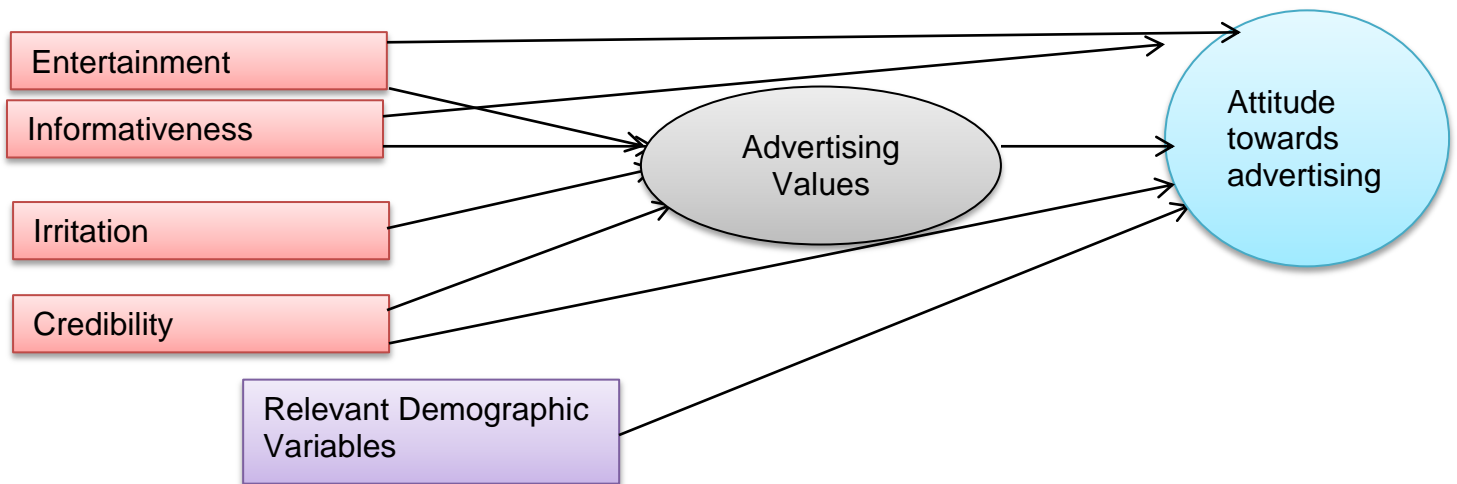 Entertainment
Informativeness
Irritation
Credibility
Relevant Demographic
Variables
Advertising
Values
Attitude
towards
advertising